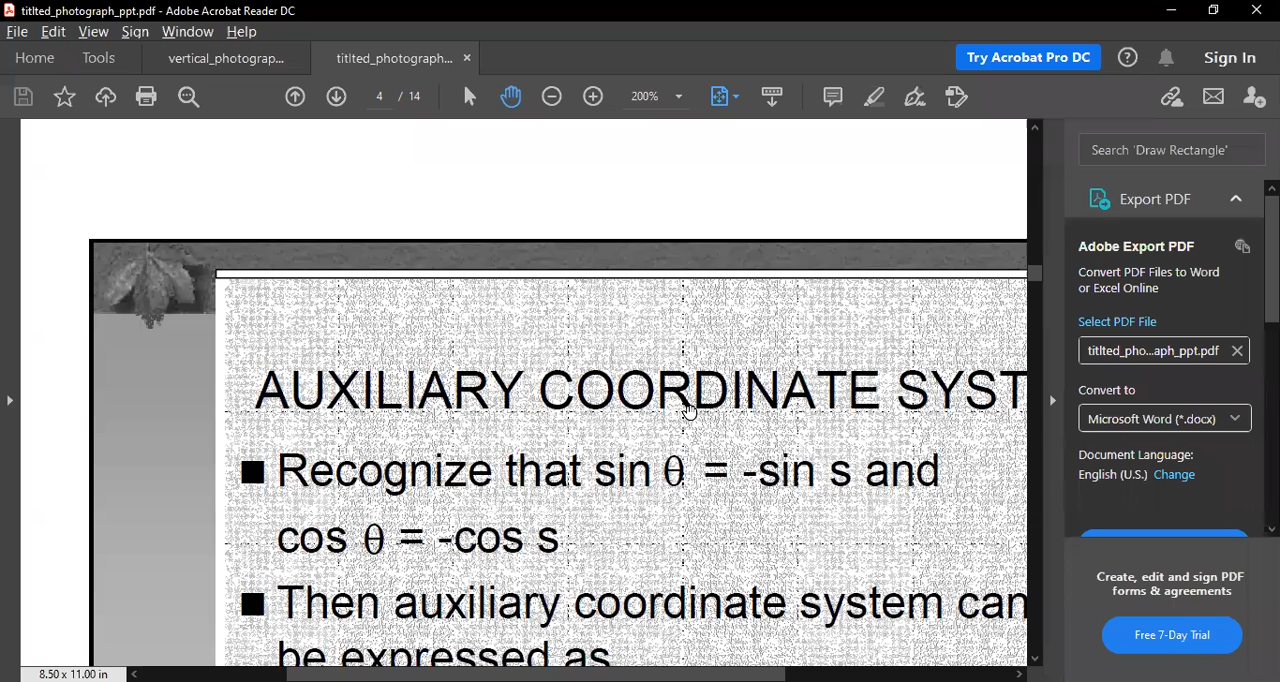 titlted_photograph_ppt.pdf - Adobe Acrobat Reader DC
File Edit View Sign Window Help
Home Tools vertical_photograp... titlted_photograph... × Try Acrobat Pro DC Sign In
4 / 14 200%
Search 'Draw Rectangle'
Export PDF
Adobe Export PDF
Convert PDF Files to Word
or Excel Online
Select PDF File
titlted_pho...aph_ppt.pdf
Convert to
Microsoft Word (*.docx)
Document Language:
English (U.S.) Change
Create, edit and sign PDF
forms & agreements
Free 7-Day Trial
AUXILIARY COORDINATE SYST
■ Recognize that sin θ = -sin s and
cos θ = -cos s
■ Then auxiliary coordinate system can
be expressed as
8.50 x 11.00 in